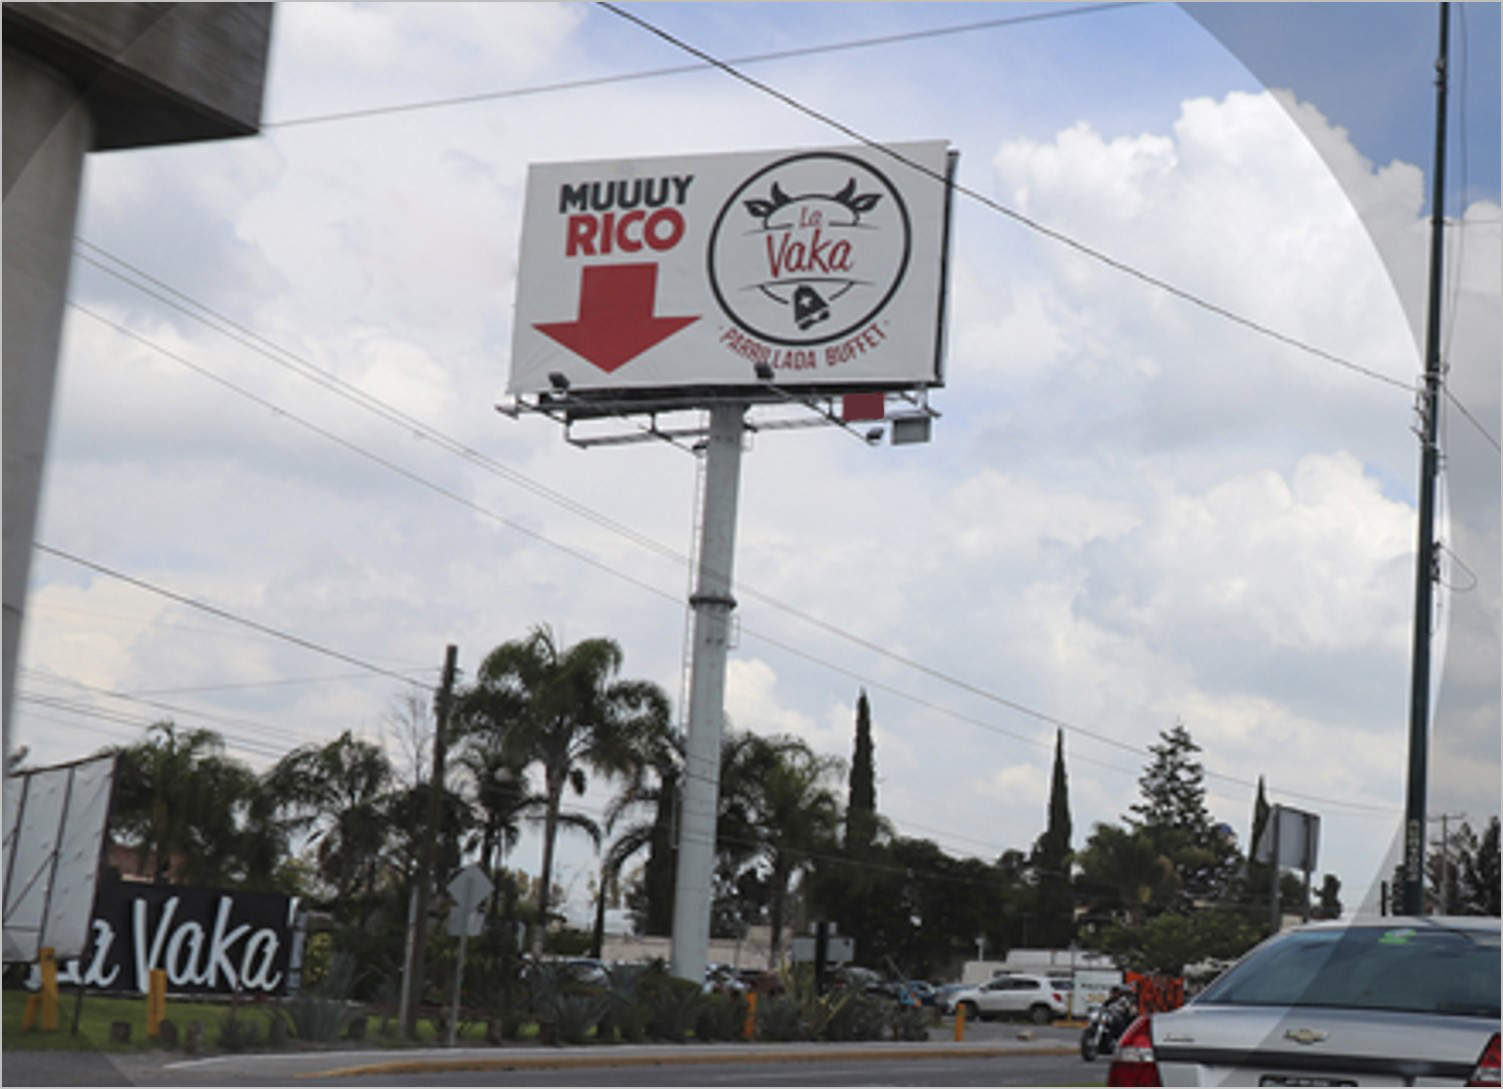 MUUUY
RICO
La
Vaka
PARRILLADA BUFFET
La Vaka